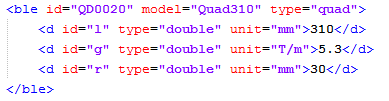 <ble id="QD0020" model="Quad310" type="quad">
<d id="l" type="double" unit="mm">310</d>
<d id="g" type="double" unit="T/m">5.3</d>
<d id="r" type="double" unit="mm">30</d>
</ble>